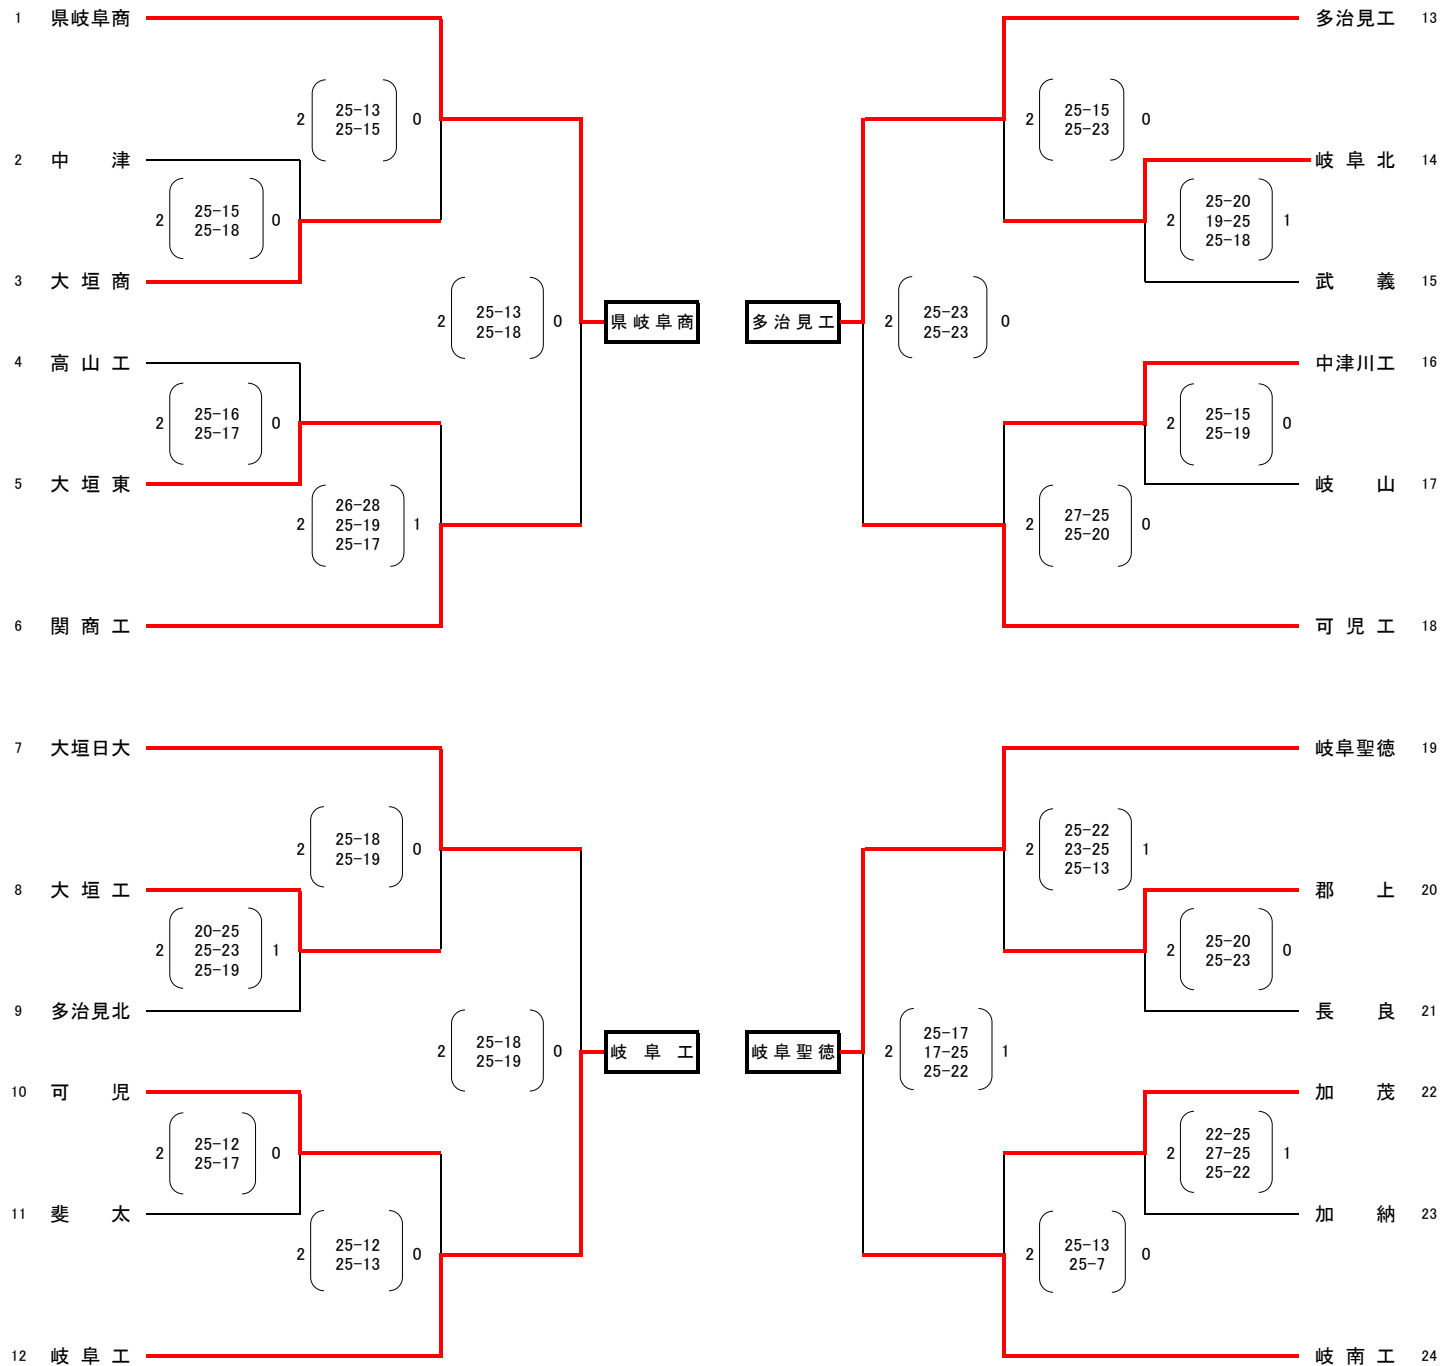 1 県岐阜商
2 25-13 0
25-15
2 中 津
2 25-15 0
25-18
3 大 垣 商
2 25-13 0
25-18
県 岐 阜 商
4 高 山 工
2 25-16 0
25-17
5 大 垣 東
2 26-28 1
25-19
25-17
6 関 商 工
7 大垣日大
2 25-18 0
25-19
8 大 垣 工
2 20-25 1
25-23
25-19
9 多治見北
2 25-18 0
25-19
岐 阜 工
10 可 児
2 25-12 0
25-17
11 斐 太
2 25-12 0
25-13
12 岐 阜 工
多治見工 13
2 25-15 0
25-23
岐 阜 北 14
2 25-20 1
19-25
25-18
武 義 15
多 治 見 工
2 25-23 0
25-23
中津川工 16
2 25-15 0
25-19
岐 山 17
2 27-25 0
25-20
可 児 工 18
岐阜聖徳 19
2 25-22 1
23-25
25-13
郡 上 20
2 25-20 0
25-23
長 良 21
岐 阜 聖 徳
2 25-17 1
17-25
25-22
加 茂 22
2 22-25 1
27-25
25-22
加 納 23
2 25-13 0
25-7
岐 南 工 24